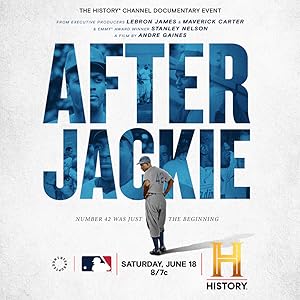 THE HISTORY® CHANNEL DOCUMENTARY EVENT
FROM EXECUTIVE PRODUCERS LEBRON JAMES & MAVERICK CARTER
& EMMY® AWARD WINNER STANLEY NELSON
A FILM BY ANDRE GAINES
AFTER
JACKIE
NUMBER 42 WAS JUST THE BEGINNING
SATURDAY, JUNE 18
8/7c
H
HISTORY